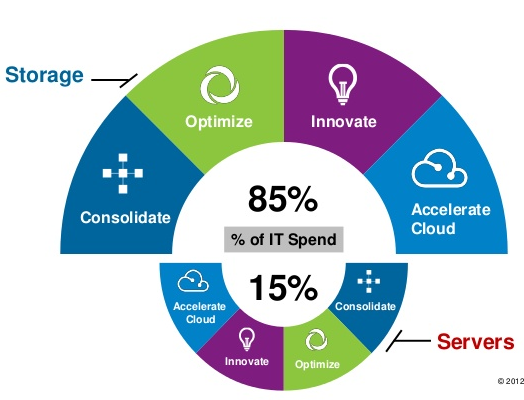 Storage
Optimize
Innovate
Consolidate
Accelerate
Cloud
85%
% of IT Spend
15%
Accelerate
Cloud
Consolidate
Innovate
Optimize
Servers
© 2012